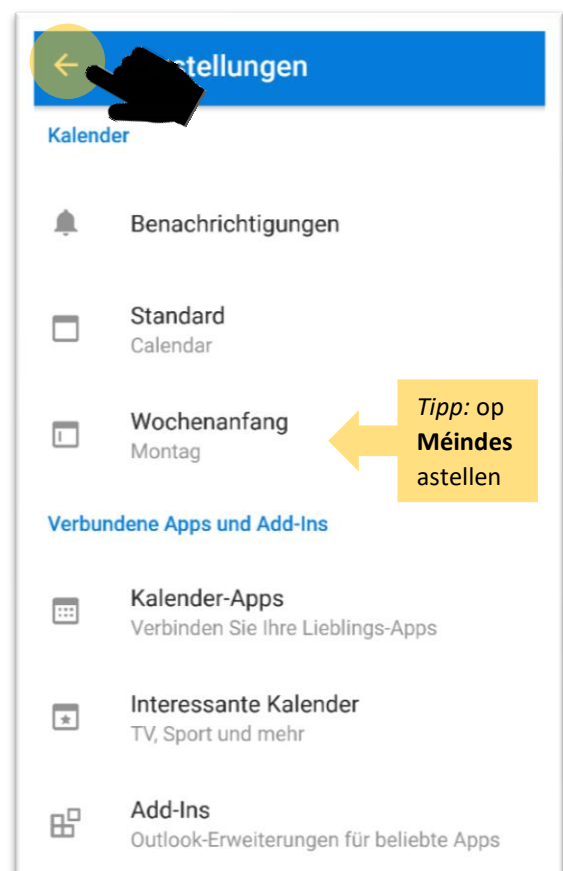 stellungen
Kalender
Benachrichtigungen
Standard
Calendar
Wochenanfang
Montag
Tipp: op
Méindes
astellen
Verbundene Apps und Add-Ins
Kalender-Apps
Verbinden Sie Ihre Lieblings-Apps
Interessante Kalender
TV, Sport und mehr
Add-Ins
Outlook-Erweiterungen für beliebte Apps